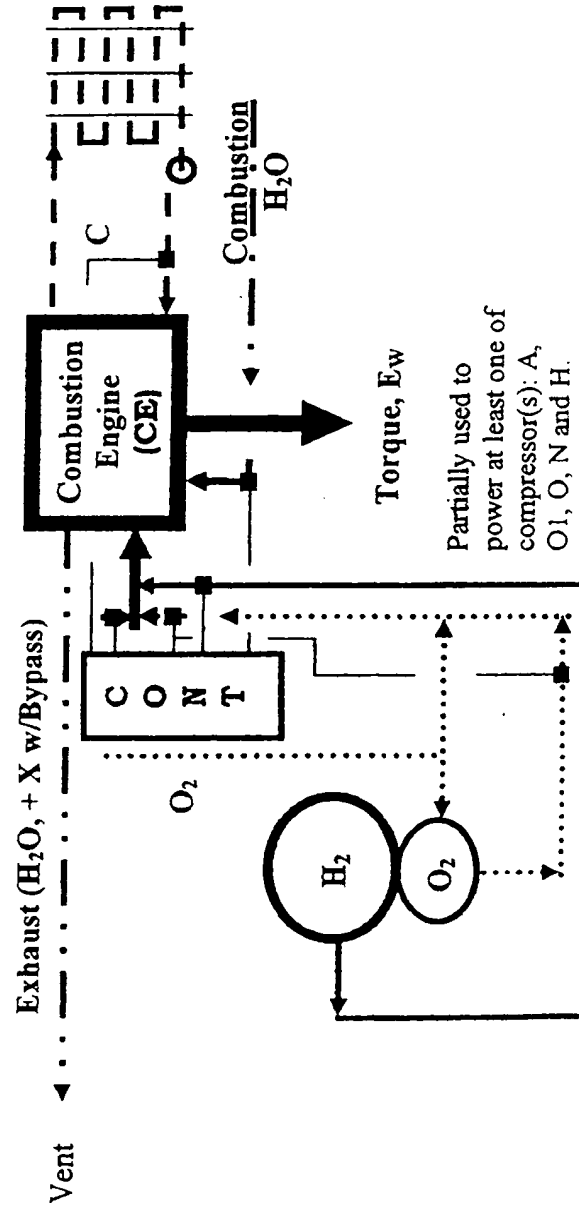 Vent
Exhaust (H₂O, + X w/Bypass)
Combustion
Engine
(CE)
C
C
O
N
T
O₂
Combustion
H₂O
Torque, Ew
H₂
O₂
Partially used to
power at least one of
compressor(s): A,
O1, O, N and H.